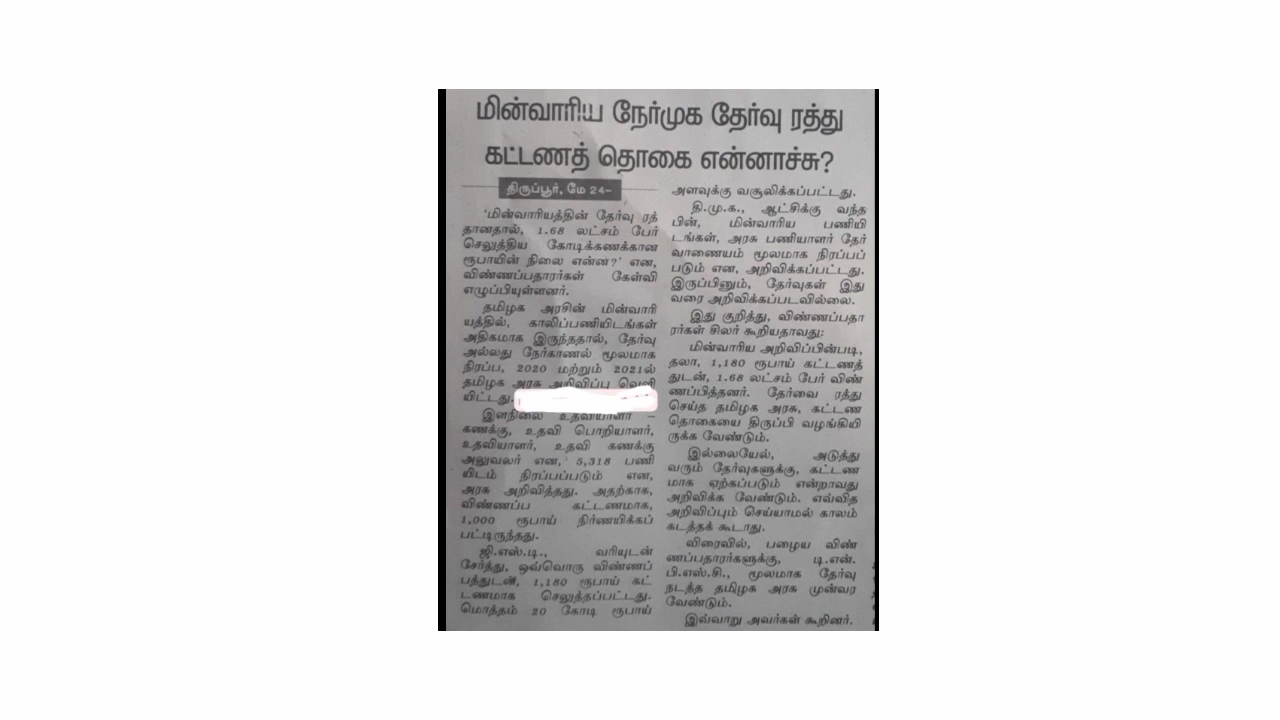 மின்வாரிய நேர்முக தேர்வு ரத்து
கட்டணத் தொகை என்னாச்சு?
திருப்பூர், மே 24–
'மின்வாரியத்தின் தேர்வு ரத்
தானதால், 1.68 லட்சம் பேர்
செலுத்திய கோடிக்கணக்கான
ரூபாயின் நிலை என்ன?' என,
விண்ணப்பதாரர்கள் கேள்வி
எழுப்பியுள்ளனர்.
தமிழக அரசின் மின்வாரி
யத்தில், காலிப்பணியிடங்கள்
அதிகமாக இருந்ததால், தேர்வு
அல்லது நேர்காணல் மூலமாக
நிரப்ப, 2020 மற்றும் 2021ல்
தமிழக அரசு அறிவிப்பு வெளி
யிட்டது.
இளநிலை உதவியாளர் –
கணக்கு, உதவி பொறியாளர்,
உதவியாளர், உதவி கணக்கு
அலுவலர் என, 5,318 பணி
யிடம் நிரப்பப்படும் என,
அரசு அறிவித்தது. அதற்காக,
விண்ணப்ப கட்டணமாக,
1,000 ரூபாய் நிர்ணயிக்கப்
பட்டிருந்தது.
ஜி.எஸ்.டி., வரியுடன்
சேர்த்து, ஒவ்வொரு விண்ணப்
பத்துடன், 1,180 ரூபாய் கட்
டணமாக செலுத்தப்பட்டது.
மொத்தம் 20 கோடி ரூபாய்
அளவுக்கு வசூலிக்கப்பட்டது.
தி.மு.க., ஆட்சிக்கு வந்த
பின், மின்வாரிய பணியி
டங்கள், அரசு பணியாளர் தேர்
வாணையம் மூலமாக நிரப்பப்
படும் என, அறிவிக்கப்பட்டது.
இருப்பினும், தேர்வுகள் இது
வரை அறிவிக்கப்படவில்லை.
இது குறித்து, விண்ணப்பதா
ரர்கள் சிலர் கூறியதாவது:
மின்வாரிய அறிவிப்பின்படி,
தலா, 1,180 ரூபாய் கட்டணத்
துடன், 1.68 லட்சம் பேர் விண்
ணப்பித்தனர். தேர்வை ரத்து
செய்த தமிழக அரசு, கட்டண
தொகையை திருப்பி வழங்கியி
ருக்க வேண்டும்.
இல்லையேல், அடுத்து
வரும் தேர்வுகளுக்கு, கட்டண
மாக ஏற்கப்படும் என்றாவது
அறிவிக்க வேண்டும். எவ்வித
அறிவிப்பும் செய்யாமல் காலம்
கடத்தக் கூடாது.
விரைவில், பழைய விண்
ணப்பதாரர்களுக்கு, டி.என்.
பி.எஸ்.சி., மூலமாக தேர்வு
நடத்த தமிழக அரசு முன்வர
வேண்டும்.
இவ்வாறு அவர்கள் கூறினர்.